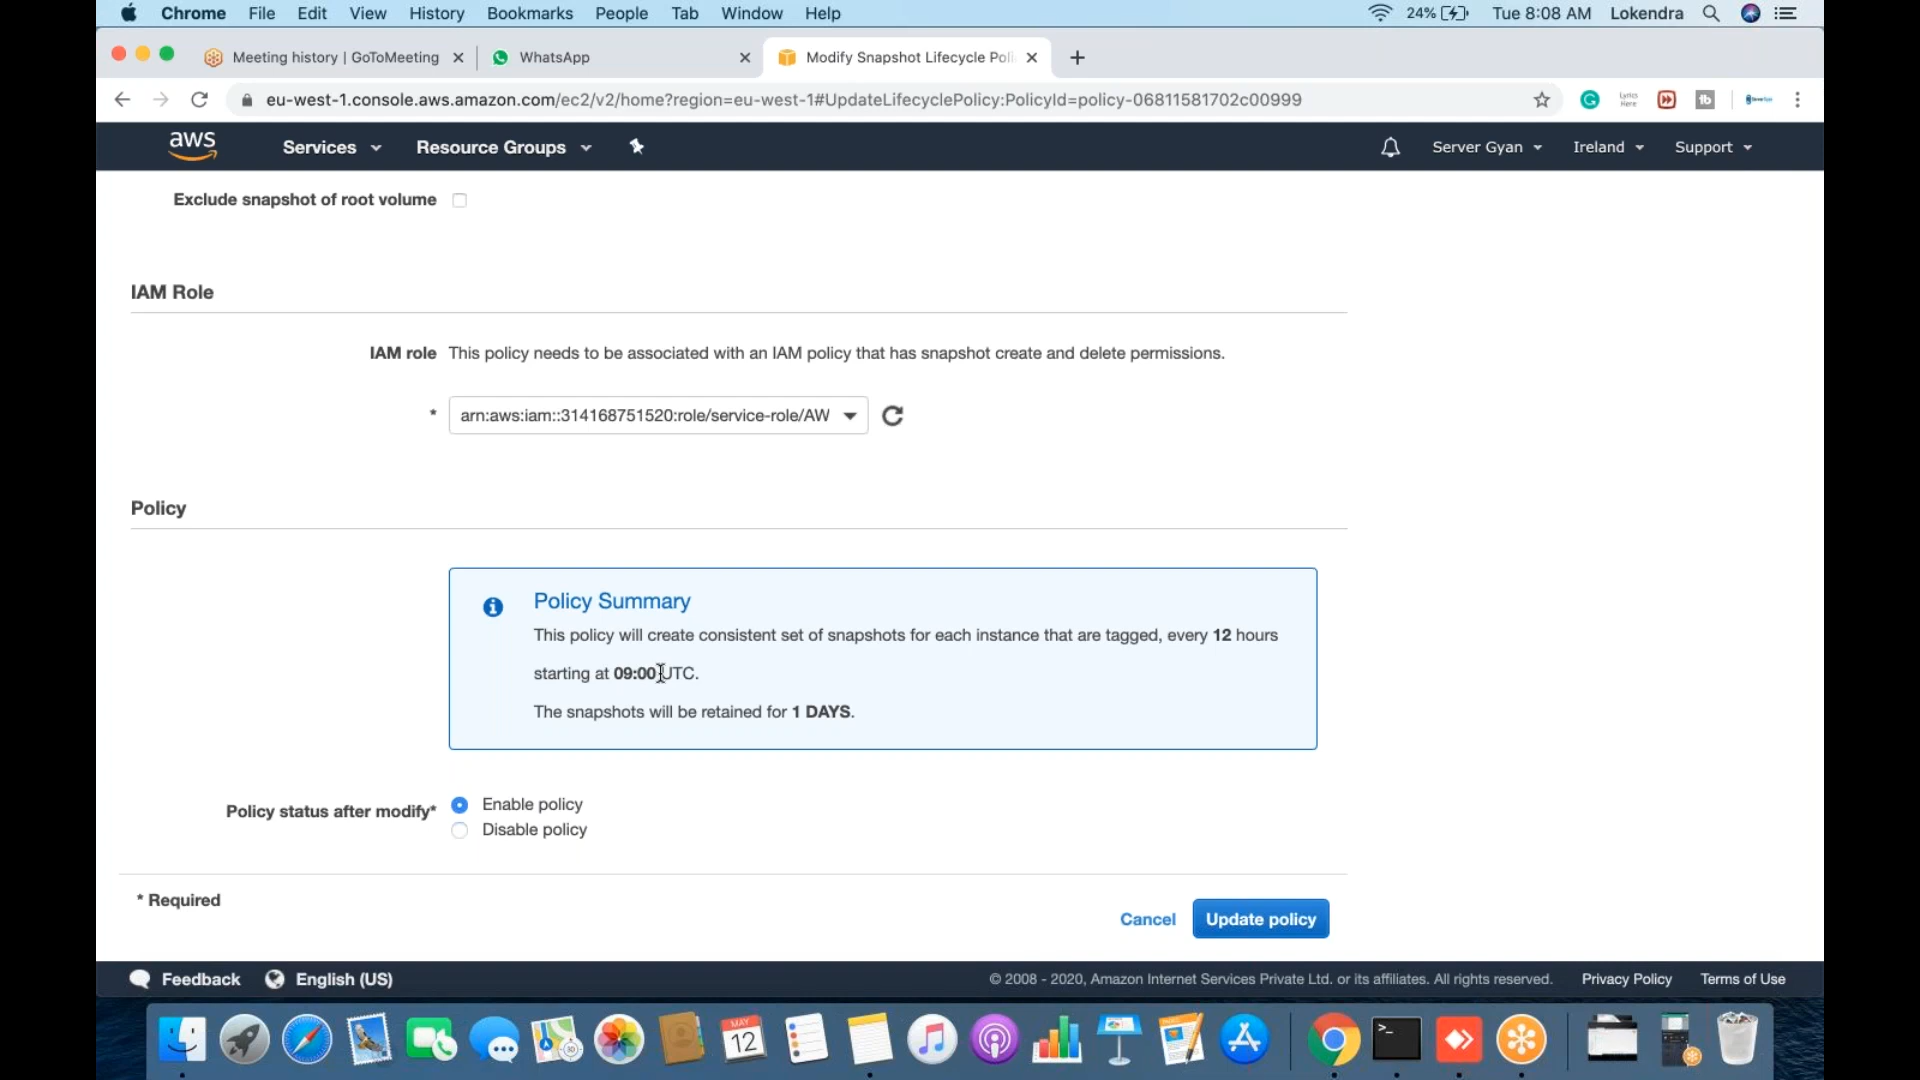 Chrome File Edit View History Bookmarks People Tab Window Help 24% Tue 8:08 AM Lokendra
Meeting history | GoToMeeting WhatsApp Modify Snapshot Lifecycle Poli
eu-west-1.console.aws.amazon.com/ec2/v2/home?region=eu-west-1#UpdateLifecyclePolicy:PolicyId=policy-06811581702c00999
aws Services Resource Groups Server Gyan Ireland Support
Exclude snapshot of root volume
IAM Role
IAM role This policy needs to be associated with an IAM policy that has snapshot create and delete permissions.
* arn:aws:iam::314168751520:role/service-role/AW
Policy
Policy Summary
This policy will create consistent set of snapshots for each instance that are tagged, every 12 hours
starting at 09:00 UTC.
The snapshots will be retained for 1 DAYS.
Policy status after modify* Enable policy
Disable policy
* Required
Cancel Update policy
Feedback English (US) © 2008 - 2020, Amazon Internet Services Private Ltd. or its affiliates. All rights reserved. Privacy Policy Terms of Use
MAY
12